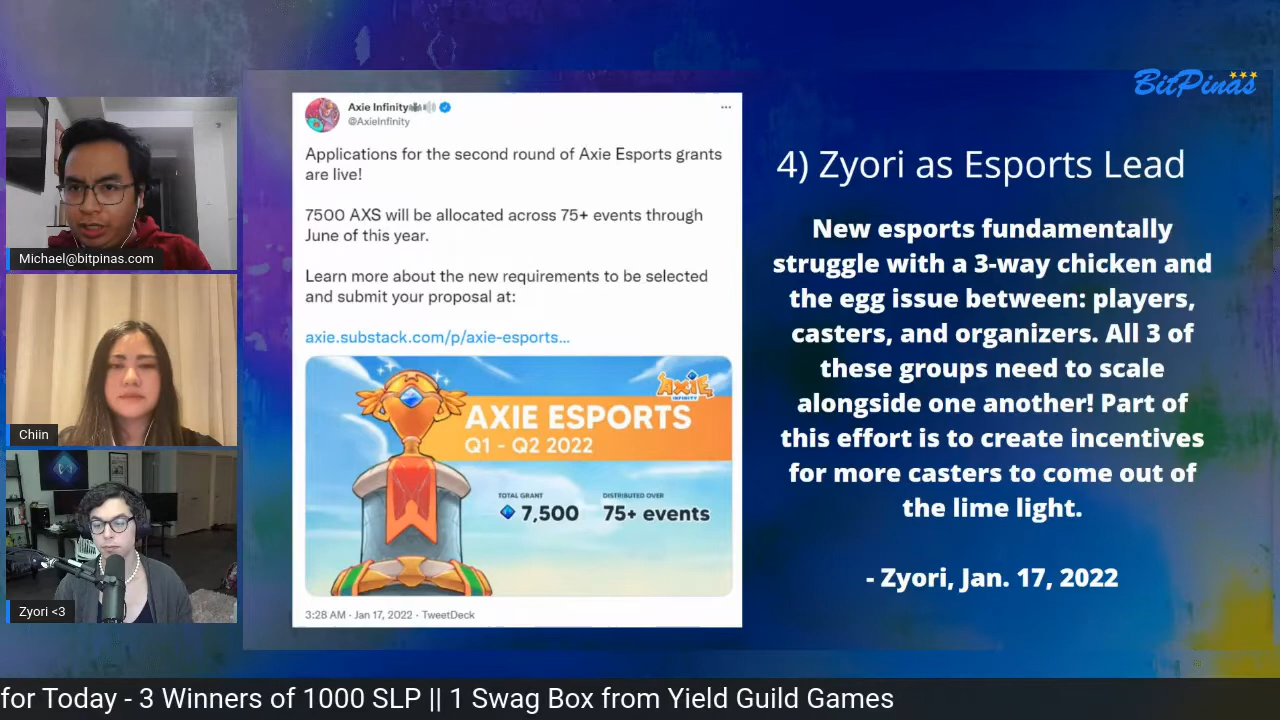 BitPinas
Michael@bitpinas.com
Chiin
Zyori <3
Axie Infinity
@AxieInfinity
Applications for the second round of Axie Esports grants
are live!
7500 AXS will be allocated across 75+ events through
June of this year.
Learn more about the new requirements to be selected
and submit your proposal at:
axie.substack.com/p/axie-esports...
AXIE
INFINITY
AXIE ESPORTS
Q1 - Q2 2022
TOTAL GRANT
7,500
DISTRIBUTED OVER
75+ events
3:28 AM · Jan 17, 2022 · TweetDeck
4) Zyori as Esports Lead
New esports fundamentally
struggle with a 3-way chicken and
the egg issue between: players,
casters, and organizers. All 3 of
these groups need to scale
alongside one another! Part of
this effort is to create incentives
for more casters to come out of
the lime light.
- Zyori, Jan. 17, 2022
for Today - 3 Winners of 1000 SLP || 1 Swag Box from Yield Guild Games